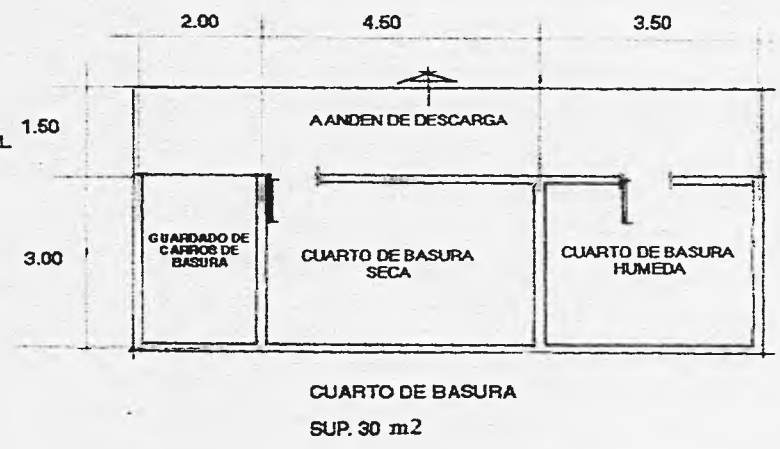 2.00 4.50 3.50
1.50
L
A ANDEN DE DESCARGA
3.00
GUARDADO DE
CARROS DE
BASURA
CUARTO DE BASURA
SECA
CUARTO DE BASURA
HUMEDA
CUARTO DE BASURA
SUP. 30 m2